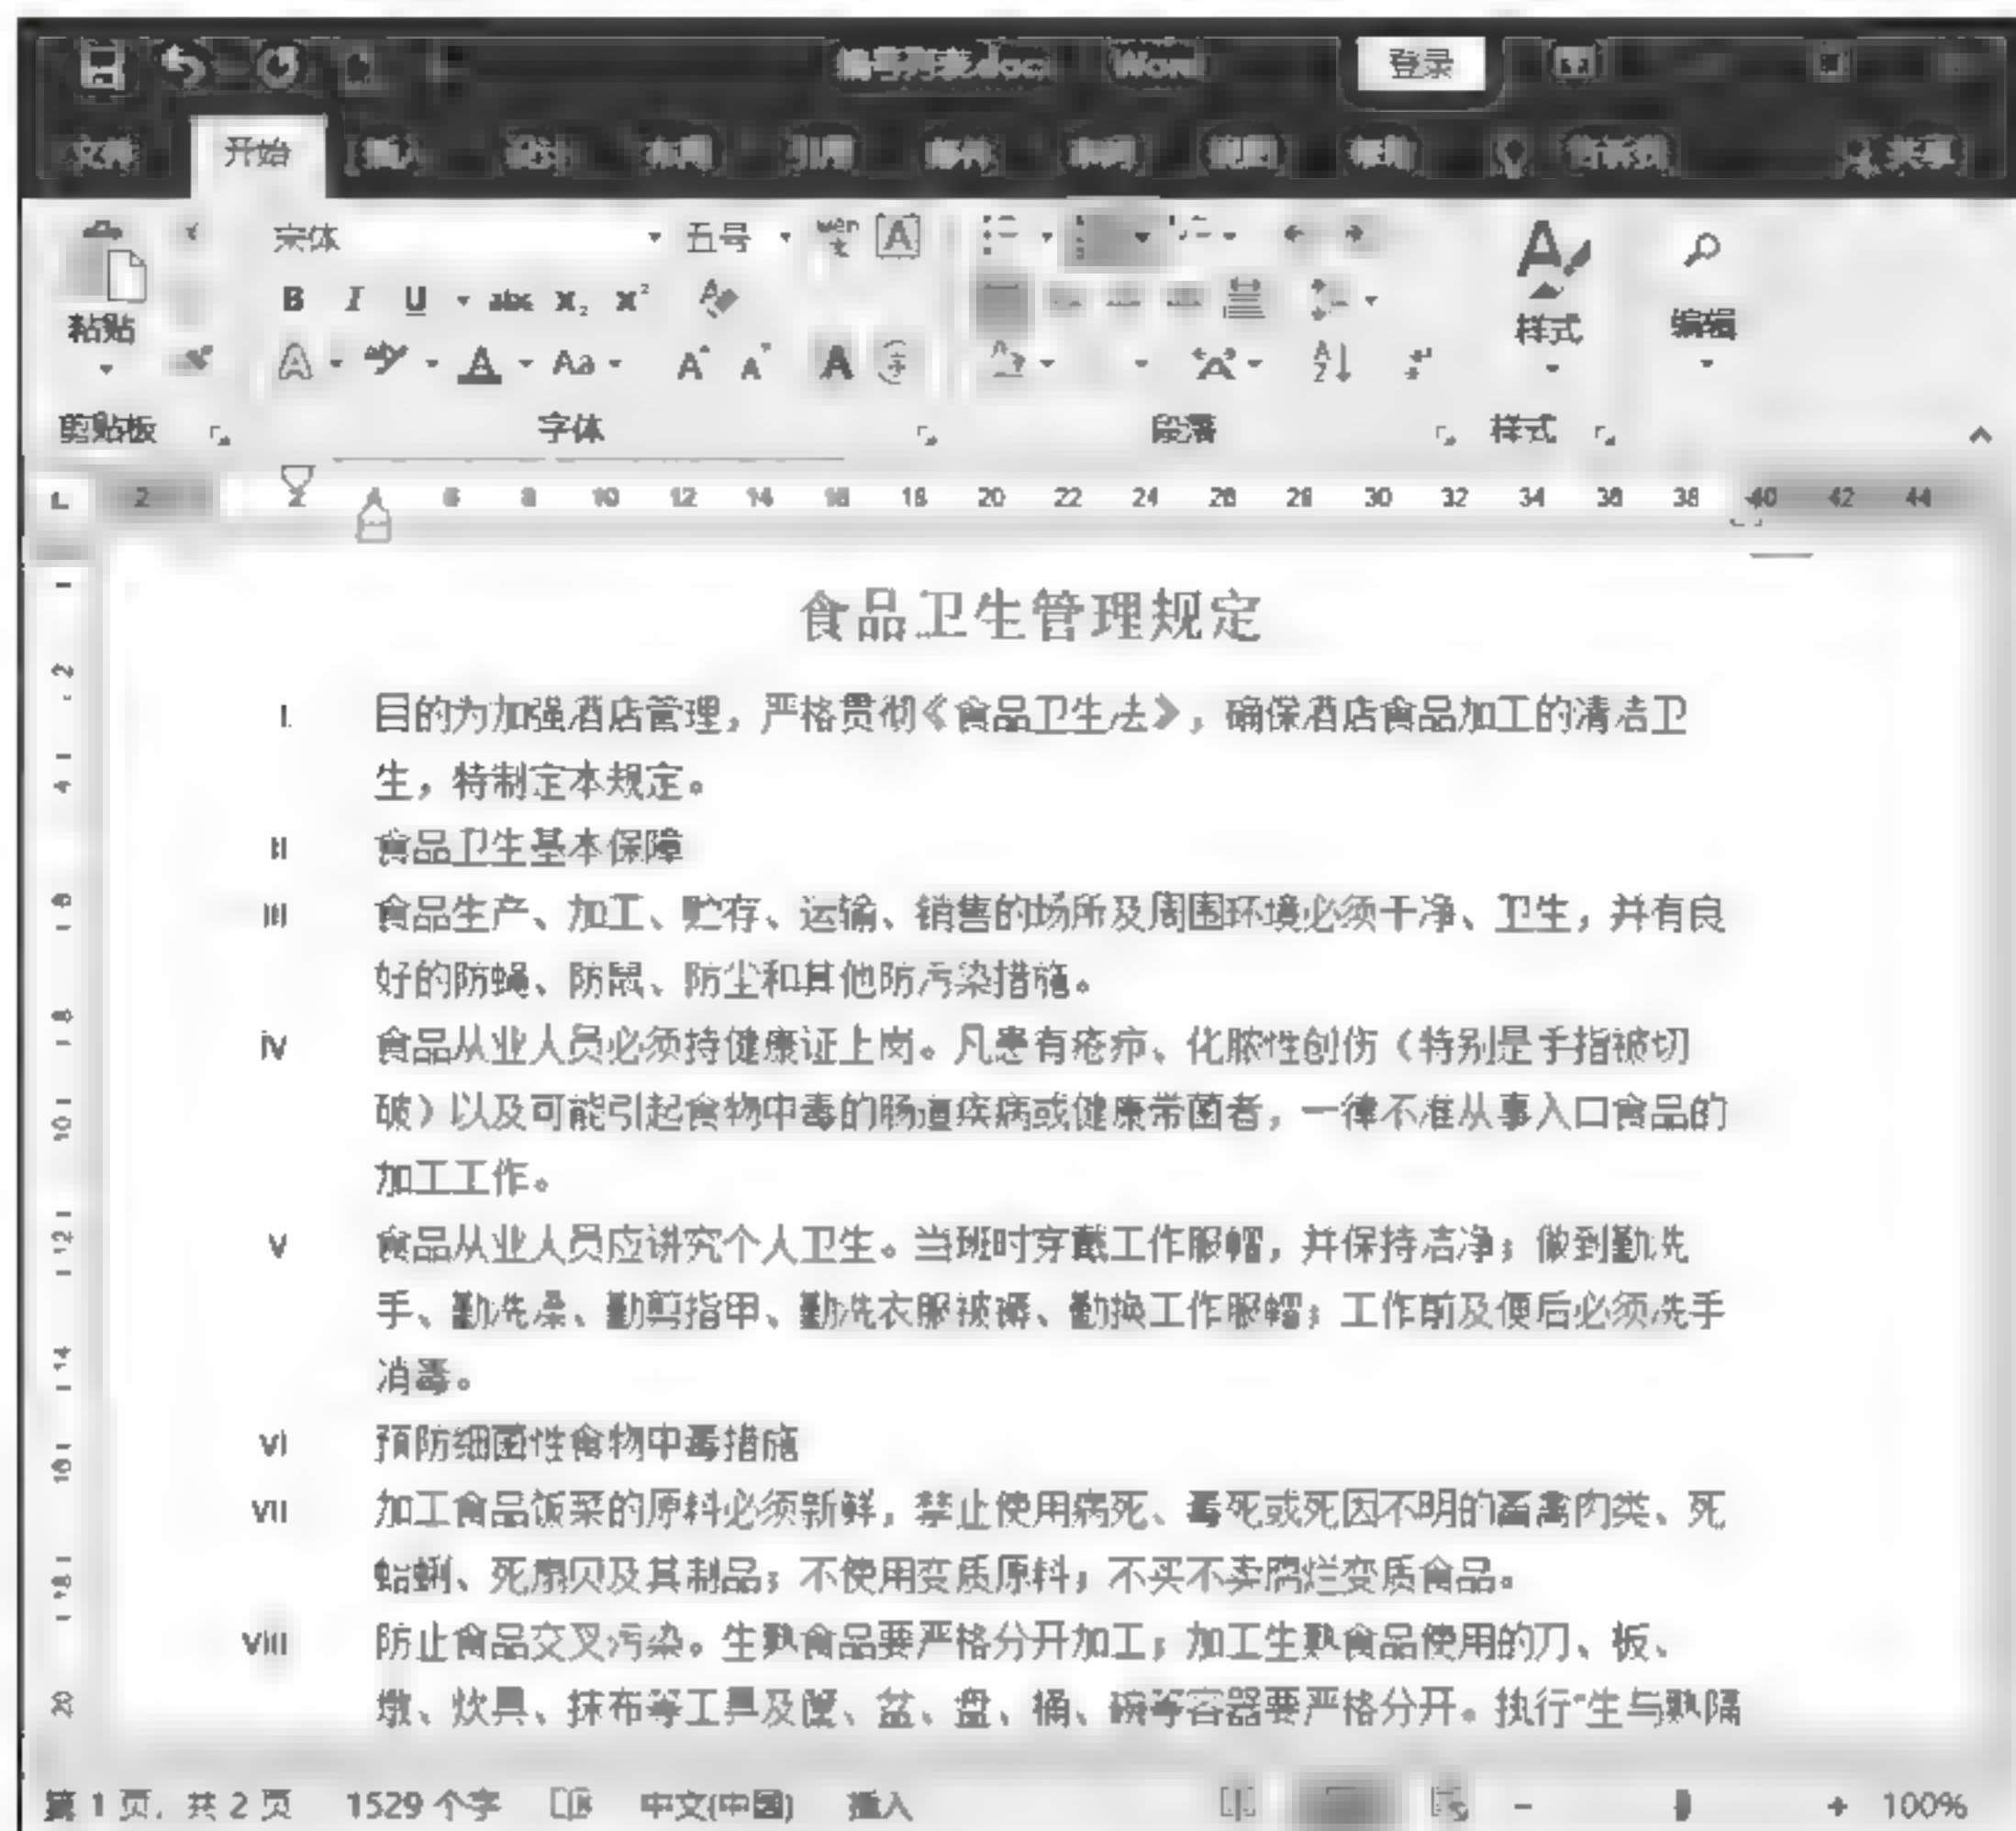 登录
开始
宋体 五号 wén 文 A
B I U abc X₂ X²
粘贴 样式 编辑
A A Aa A A A
剪贴板 字体 段落 样式
L 2 2 4 6 8 10 12 14 16 18 20 22 24 26 28 30 32 34 36 38 40 42 44
食品卫生管理规定
i. 目的为加强酒店管理，严格贯彻《食品卫生法》，确保酒店食品加工的清洁卫
生，特制定本规定。
ii 食品卫生基本保障
iii 食品生产、加工、贮存、运输、销售的场所及周围环境必须干净、卫生，并有良
好的防蝇、防鼠、防尘和其他防污染措施。
iv 食品从业人员必须持健康证上岗。凡患有疮疖、化脓性创伤（特别是手指被切
破）以及可能引起食物中毒的肠道疾病或健康带菌者，一律不准从事入口食品的
加工工作。
v 食品从业人员应讲究个人卫生。当班时穿戴工作服帽，并保持洁净；做到勤洗
手、勤洗澡、勤剪指甲、勤洗衣服被褥、勤换工作服帽；工作前及便后必须洗手
消毒。
vi 预防细菌性食物中毒措施
vii 加工食品饭菜的原料必须新鲜，禁止使用病死、毒死或死因不明的畜禽肉类、死
蛤蜊、死扇贝及其制品；不使用变质原料，不买不卖腐烂变质食品。
viii 防止食品交叉污染。生熟食品要严格分开加工；加工生熟食品使用的刀、板、
墩、炊具、抹布等工具及筐、盆、盘、桶、碗等容器要严格分开。执行“生与熟隔
第 1 页，共 2 页 1529 个字 中文(中国) 插入 100%